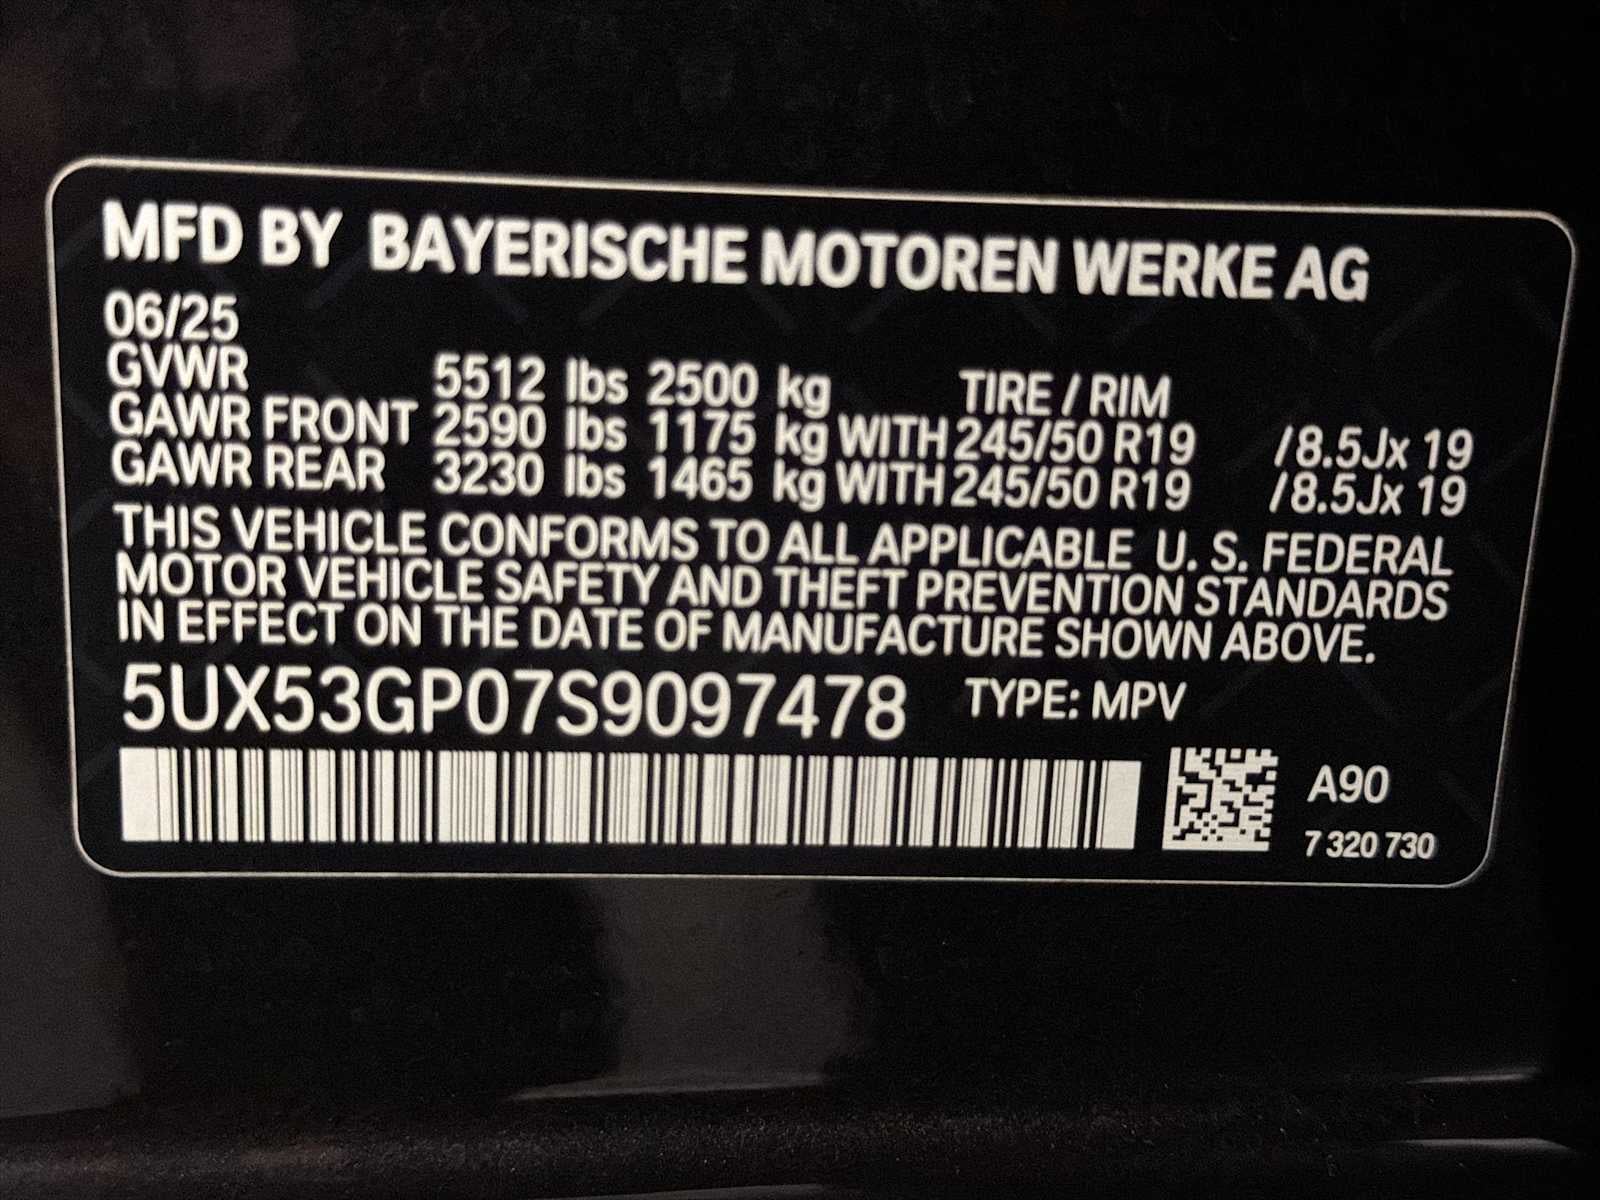 MFD BY BAYERISCHE MOTOREN WERKE AG
06/25
GVWR 5512 lbs 2500 kg TIRE / RIM
GAWR FRONT 2590 lbs 1175 kg WITH 245/50 R19 /8.5Jx 19
GAWR REAR 3230 lbs 1465 kg WITH 245/50 R19 /8.5Jx 19
THIS VEHICLE CONFORMS TO ALL APPLICABLE U. S. FEDERAL
MOTOR VEHICLE SAFETY AND THEFT PREVENTION STANDARDS
IN EFFECT ON THE DATE OF MANUFACTURE SHOWN ABOVE.
5UX53GP07S9097478 TYPE: MPV
A90
7 320 730